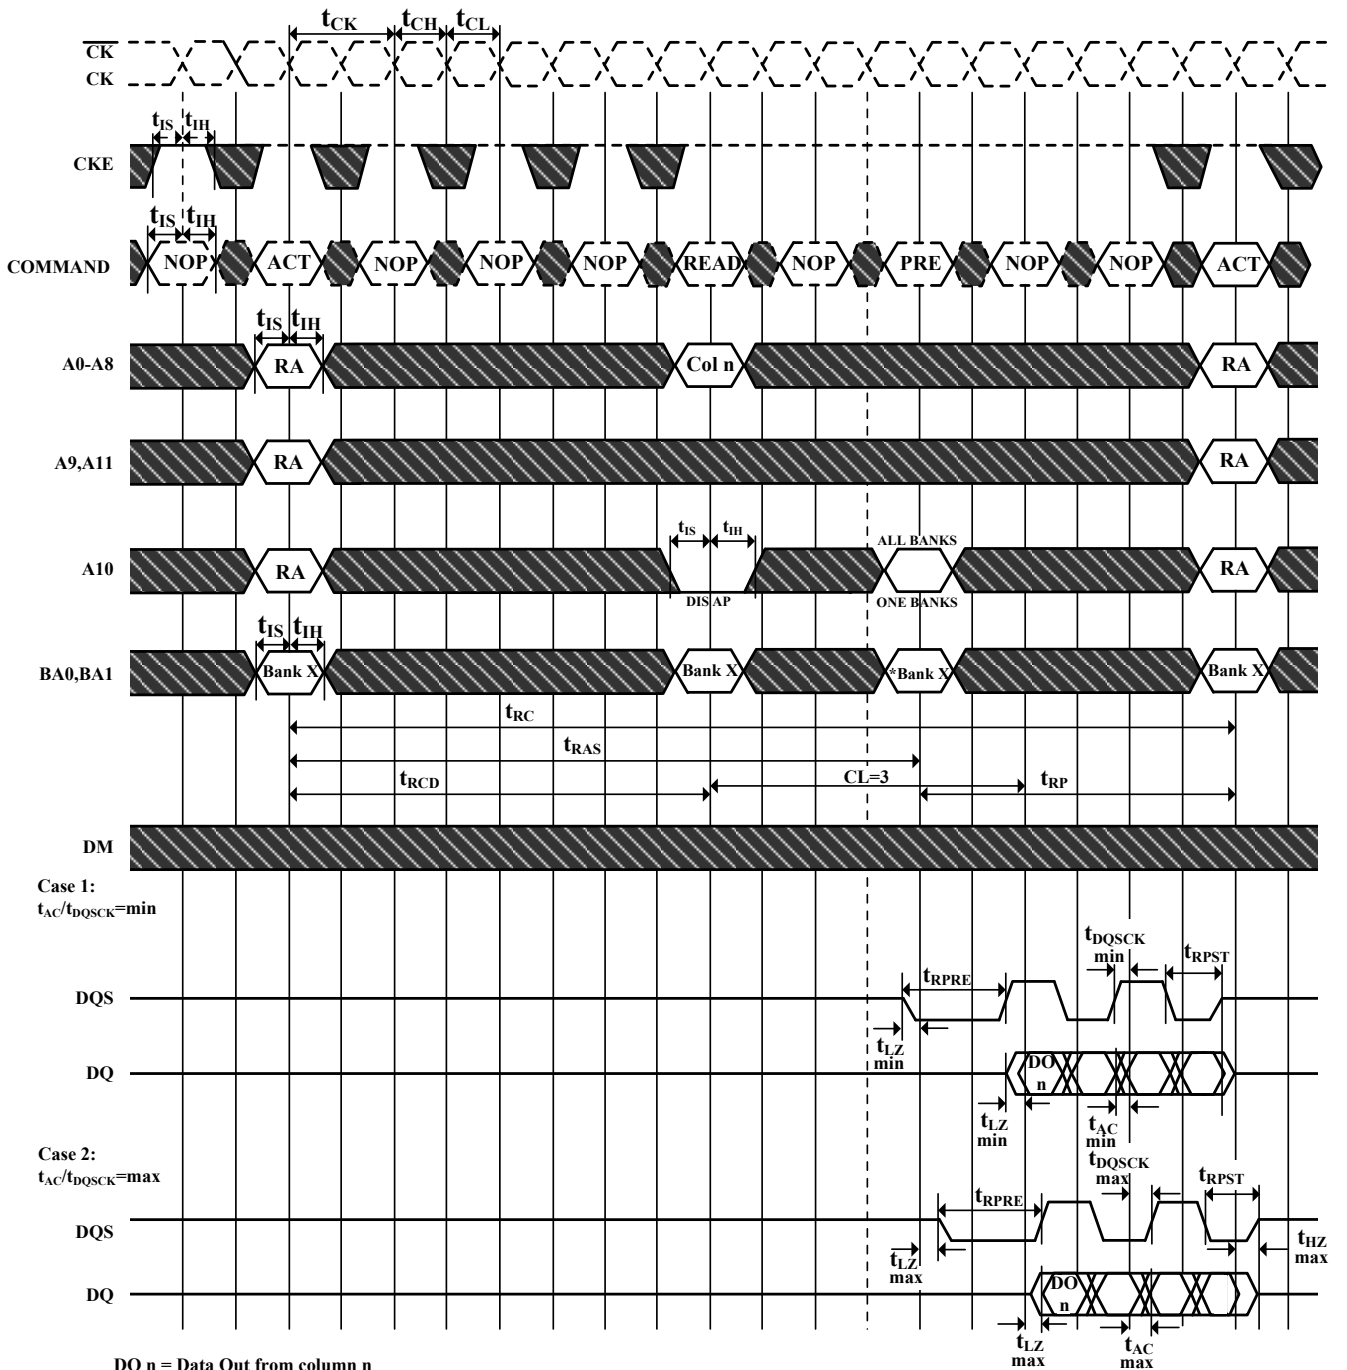 tCK tCH tCL
CK
CK
tIS tIH
CKE
tIS tIH
COMMAND NOP ACT NOP NOP NOP READ NOP PRE NOP NOP ACT
tIS tIH
A0-A8 RA Col n RA
A9,A11 RA RA
tIS tIH ALL BANKS
A10 RA RA
DIS AP ONE BANKS
tIS tIH
BA0,BA1 Bank X Bank X *Bank X Bank X
tRC
tRAS
tRCD CL=3 tRP
DM
Case 1:
tAC/tDQSCK=min
tDQSCK
min
tRPST
tRPRE
DQS
tLZ
min
DQ DO
n
tLZ
min
tAC
min
Case 2:
tAC/tDQSCK=max
tDQSCK
max
tRPST
tRPRE
DQS
tLZ
max
tHZ
max
DQ DO
n
tLZ
max
tAC
max
DO n = Data Out from column n